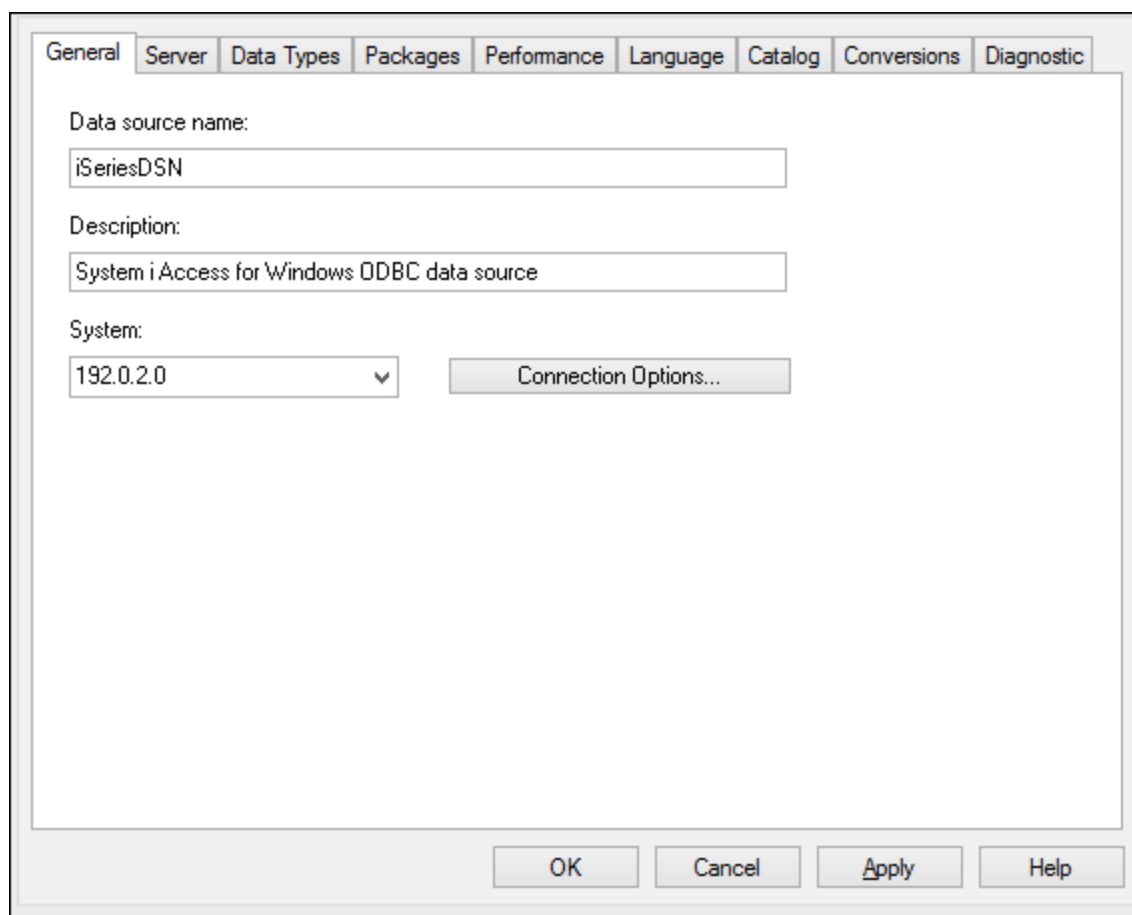 General Server Data Types Packages Performance Language Catalog Conversions Diagnostic
Data source name:
iSeriesDSN
Description:
System i Access for Windows ODBC data source
System:
192.0.2.0 Connection Options...
OK Cancel Apply Help